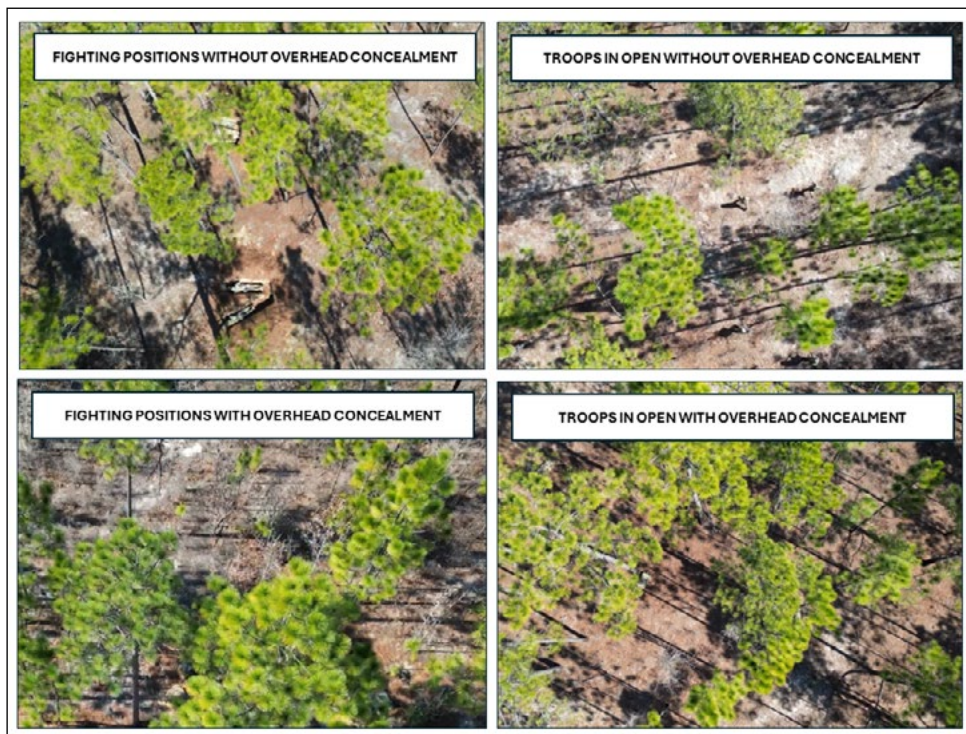 FIGHTING POSITIONS WITHOUT OVERHEAD CONCEALMENT
TROOPS IN OPEN WITHOUT OVERHEAD CONCEALMENT
FIGHTING POSITIONS WITH OVERHEAD CONCEALMENT
TROOPS IN OPEN WITH OVERHEAD CONCEALMENT